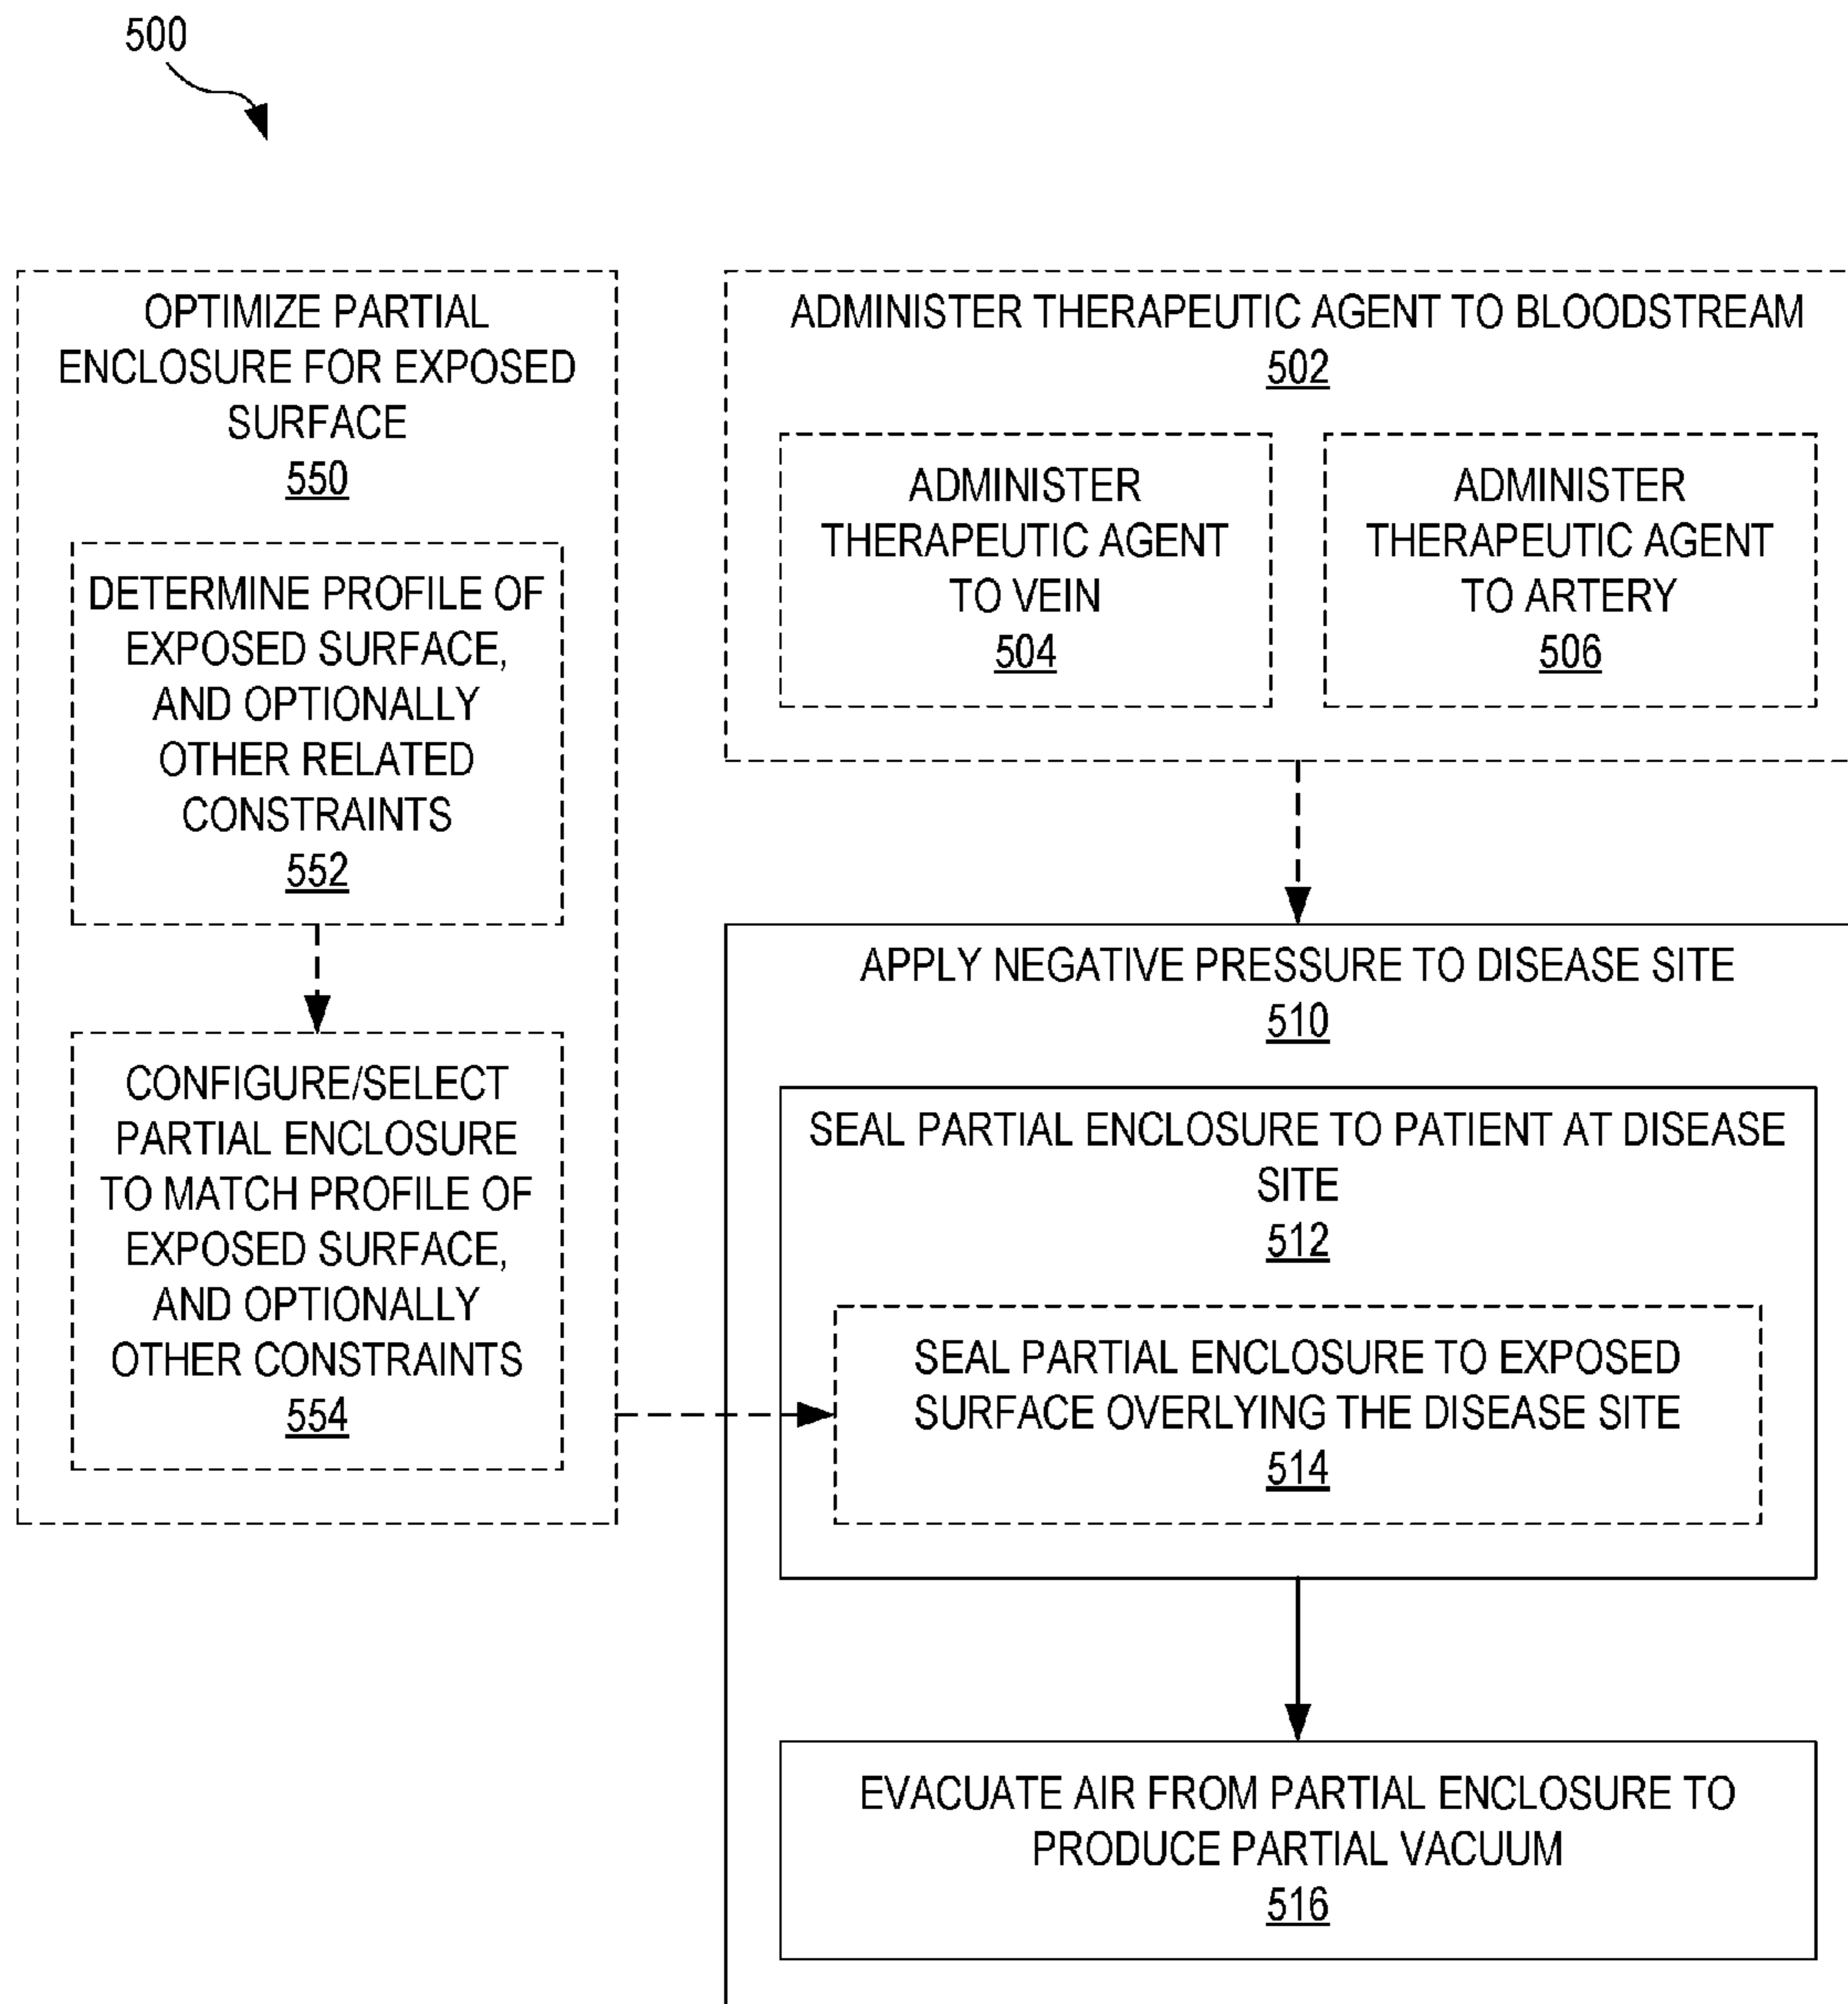 500
OPTIMIZE PARTIAL
ENCLOSURE FOR EXPOSED
SURFACE
550
DETERMINE PROFILE OF
EXPOSED SURFACE,
AND OPTIONALLY
OTHER RELATED
CONSTRAINTS
552
CONFIGURE/SELECT
PARTIAL ENCLOSURE
TO MATCH PROFILE OF
EXPOSED SURFACE,
AND OPTIONALLY
OTHER CONSTRAINTS
554
ADMINISTER THERAPEUTIC AGENT TO BLOODSTREAM
502
ADMINISTER
THERAPEUTIC AGENT
TO VEIN
504
ADMINISTER
THERAPEUTIC AGENT
TO ARTERY
506
APPLY NEGATIVE PRESSURE TO DISEASE SITE
510
SEAL PARTIAL ENCLOSURE TO PATIENT AT DISEASE
SITE
512
SEAL PARTIAL ENCLOSURE TO EXPOSED
SURFACE OVERLYING THE DISEASE SITE
514
EVACUATE AIR FROM PARTIAL ENCLOSURE TO
PRODUCE PARTIAL VACUUM
516